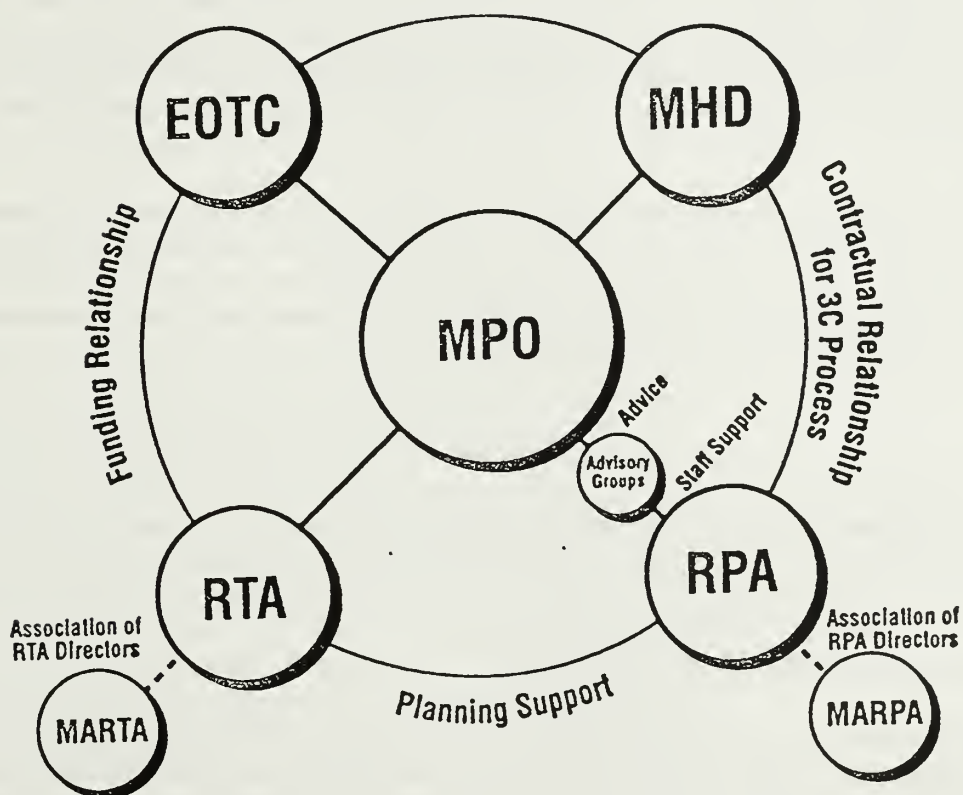 EOTC
MHD
Funding Relationship
Contractual Relationship
for 3C Process
MPO
Advice
Advisory
Groups
Staff Support
RTA
RPA
Association of
RTA Directors
Association of
RPA Directors
Planning Support
MARTA
MARPA